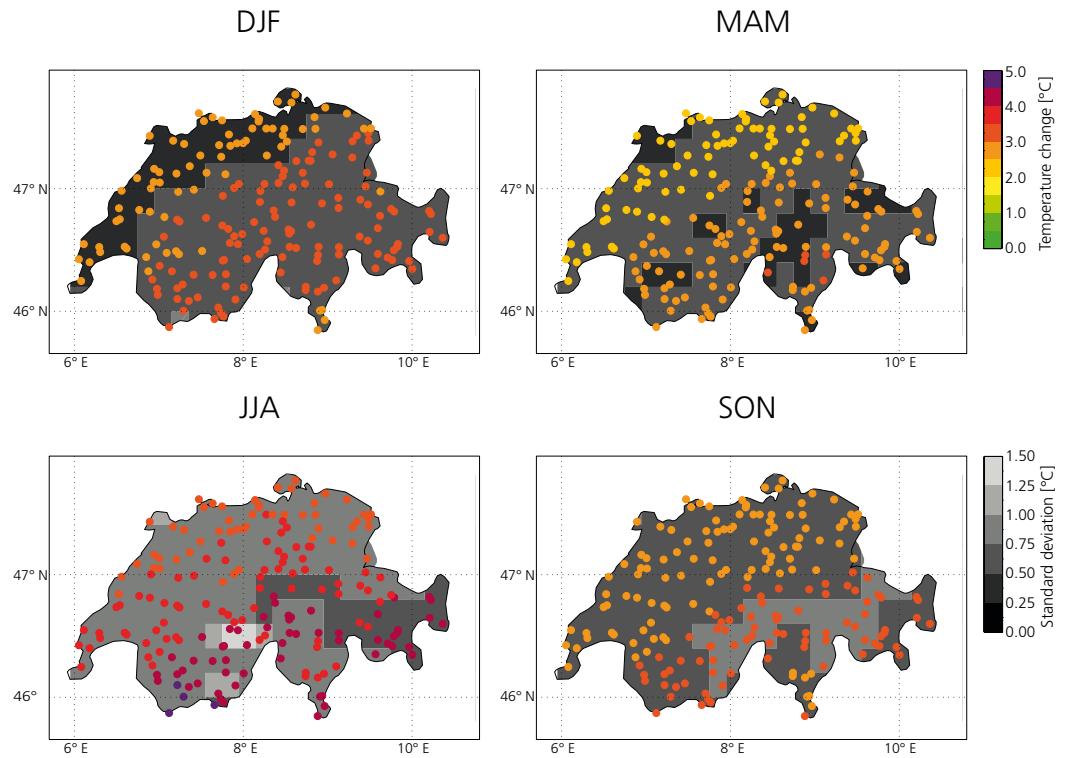 DJF
MAM
47° N
46° N
6° E
8° E
10° E
47° N
46° N
6° E
8° E
10° E
5.0
4.0
3.0
2.0
1.0
0.0
Temperature change [°C]
JJA
SON
47° N
46°
6° E
8° E
10° E
47° N
46° N
6° E
8° E
10° E
1.50
1.25
1.00
0.75
0.50
0.25
0.00
Standard deviation [°C]